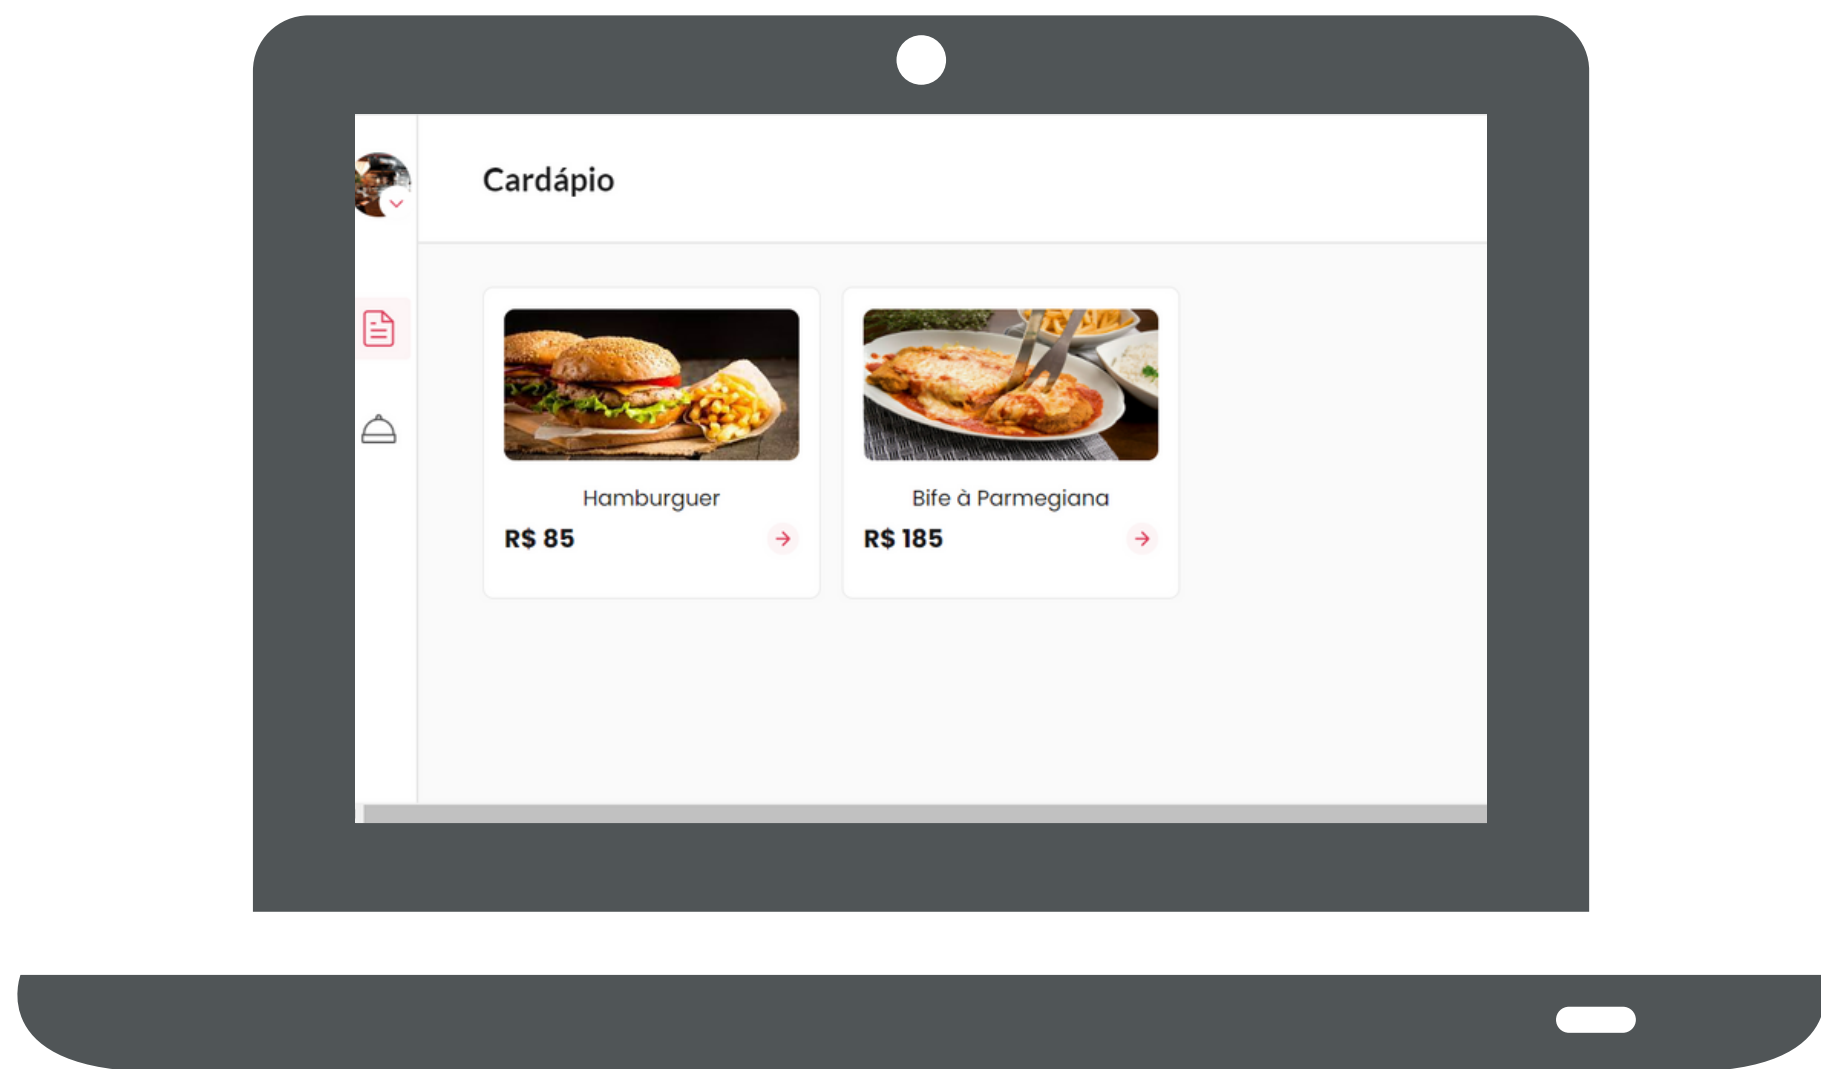 Cardápio
Hamburguer
R$ 85
Bife à Parmegiana
R$ 185